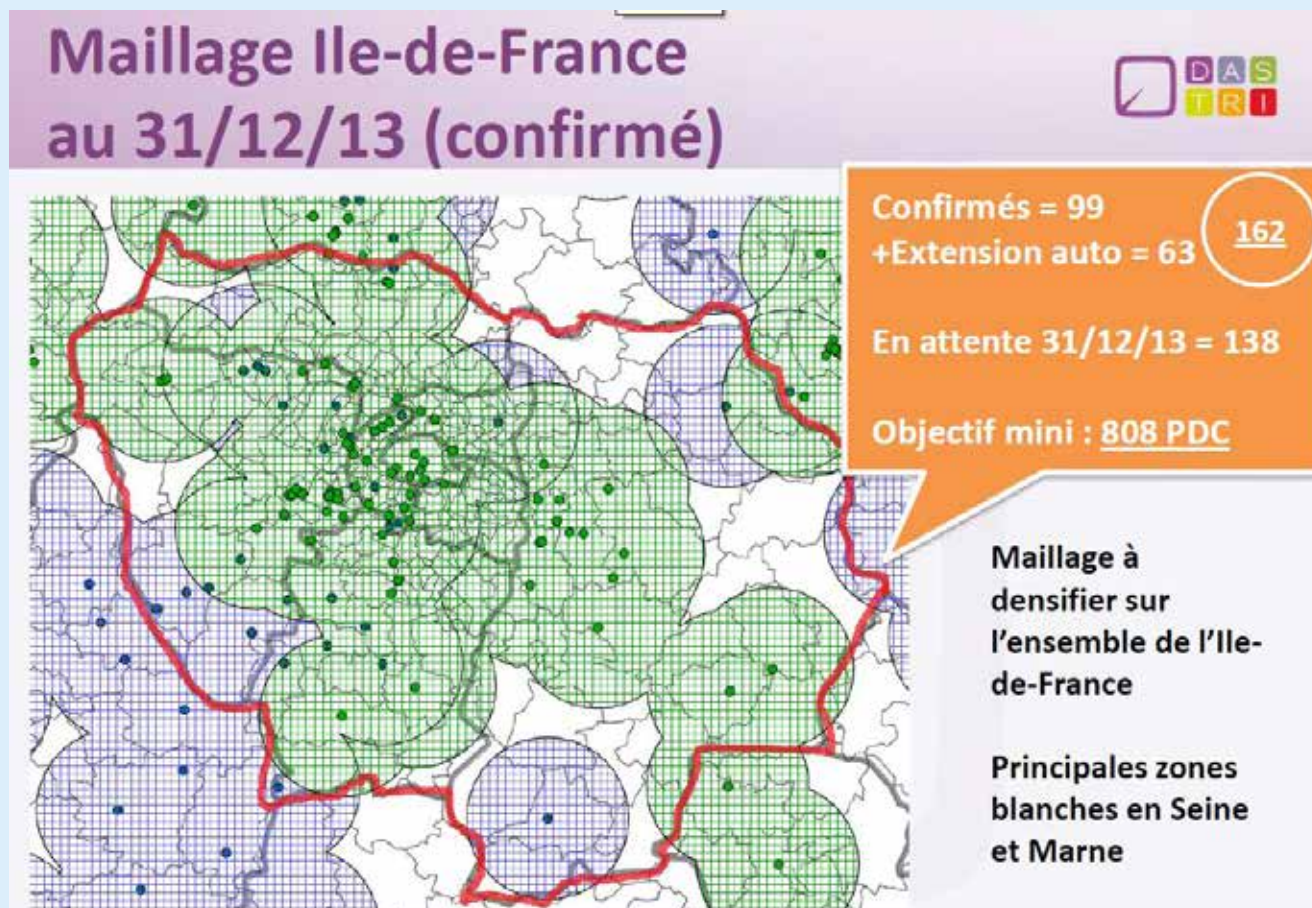 Maillage Ile-de-France
au 31/12/13 (confirmé)
DAS
TRI
Confirmés = 99
+Extension auto = 63
162
En attente 31/12/13 = 138
Objectif mini : 808 PDC
Maillage à
densifier sur
l'ensemble de l'Ile-
de-France
Principales zones
blanches en Seine
et Marne